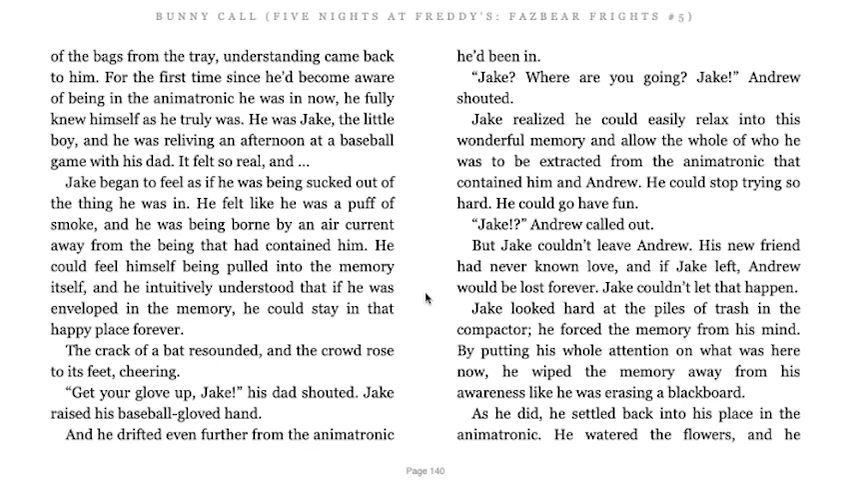 BUNNY CALL (FIVE NIGHTS AT FREDDY'S: FAZBEAR FRIGHTS #5)
of the bags from the tray, understanding came back
to him. For the first time since he’d become aware
of being in the animatronic he was in now, he fully
knew himself as he truly was. He was Jake, the little
boy, and he was reliving an afternoon at a baseball
game with his dad. It felt so real, and ...
Jake began to feel as if he was being sucked out of
the thing he was in. He felt like he was a puff of
smoke, and he was being borne by an air current
away from the being that had contained him. He
could feel himself being pulled into the memory
itself, and he intuitively understood that if he was
enveloped in the memory, he could stay in that
happy place forever.
The crack of a bat resounded, and the crowd rose
to its feet, cheering.
“Get your glove up, Jake!” his dad shouted. Jake
raised his baseball-gloved hand.
And he drifted even further from the animatronic
he’d been in.
“Jake? Where are you going? Jake!” Andrew
shouted.
Jake realized he could easily relax into this
wonderful memory and allow the whole of who he
was to be extracted from the animatronic that
contained him and Andrew. He could stop trying so
hard. He could go have fun.
“Jake!?” Andrew called out.
But Jake couldn’t leave Andrew. His new friend
had never known love, and if Jake left, Andrew
would be lost forever. Jake couldn’t let that happen.
Jake looked hard at the piles of trash in the
compactor; he forced the memory from his mind.
By putting his whole attention on what was here
now, he wiped the memory away from his
awareness like he was erasing a blackboard.
As he did, he settled back into his place in the
animatronic. He watered the flowers, and he
Page 140